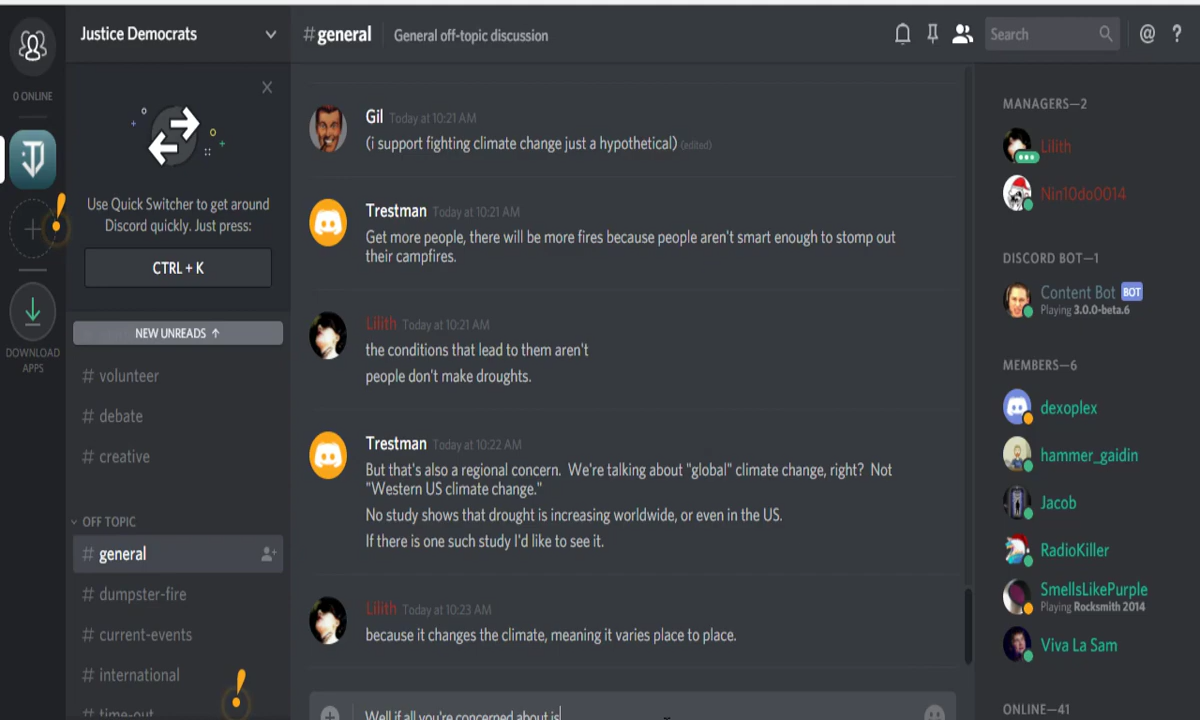 Justice Democrats
#general
General off-topic discussion
Search
@
?
0 ONLINE
Use Quick Switcher to get around
Discord quickly. Just press:
CTRL + K
NEW UNREADS ↑
# volunteer
# debate
# creative
OFF TOPIC
# general
# dumpster-fire
# current-events
# international
# time-out
DOWNLOAD
APPS
Gil Today at 10:21 AM
(i support fighting climate change just a hypothetical) (edited)
Trestman Today at 10:21 AM
Get more people, there will be more fires because people aren't smart enough to stomp out
their campfires.
Lilith Today at 10:21 AM
the conditions that lead to them aren't
people don't make droughts.
Trestman Today at 10:22 AM
But that's also a regional concern. We're talking about "global" climate change, right? Not
"Western US climate change."
No study shows that drought is increasing worldwide, or even in the US.
If there is one such study I'd like to see it.
Lilith Today at 10:23 AM
because it changes the climate, meaning it varies place to place.
Well if all you're concerned about is
MANAGERS—2
Lilith
Nin10do0014
DISCORD BOT—1
Content Bot BOT
Playing 3.0.0-beta.6
MEMBERS—6
dexoplex
hammer_gaidin
Jacob
RadioKiller
SmellsLikePurple
Playing Rocksmith 2014
Viva La Sam
ONLINE—41